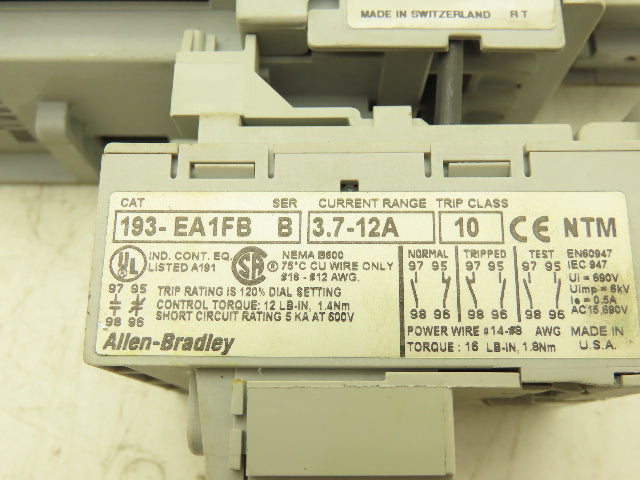 MADE IN SWITZERLAND R T
CAT SER CURRENT RANGE TRIP CLASS
193- EA1FB B 3.7-12A 10 CE NTM
UL IND. CONT. EQ. LISTED A191
SA NEMA B600
75°C CU WIRE ONLY
#18 - #12 AWG.
97 95
98 96
TRIP RATING IS 120% DIAL SETTING
CONTROL TORQUE: 12 LB-IN, 1.4Nm
SHORT CIRCUIT RATING 5 KA AT 600V
Allen-Bradley
NORMAL TRIPPED TEST
97 95 97 95 97 95
98 96 98 96 98 96
EN60947
IEC 947
Ui = 690V
Uimp = 6kV
Ie = 0.5A
AC15,690V
POWER WIRE #14-#8 AWG
TORQUE: 16 LB-IN, 1.8Nm
MADE IN
U.S.A.